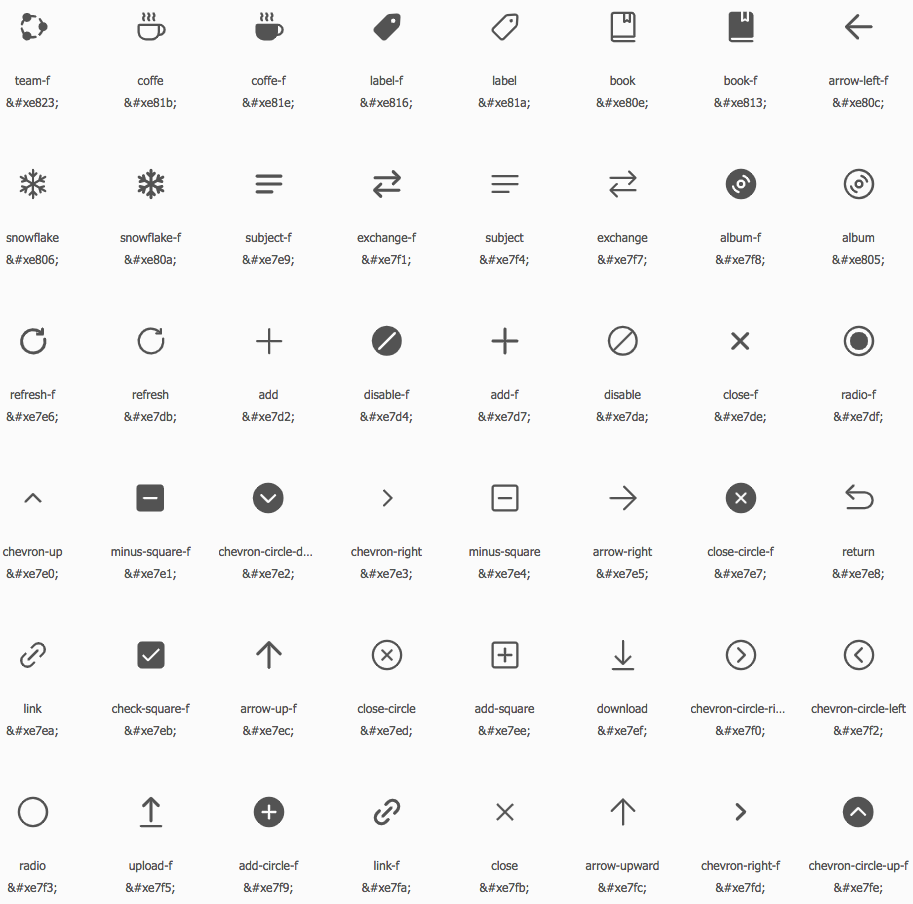 team-f coffe coffe-f label-f label book book-f arrow-left-f
&#xe823; &#xe81b; &#xe81e; &#xe816; &#xe81a; &#xe80e; &#xe813; &#xe80c;
snowflake snowflake-f subject-f exchange-f subject exchange album-f album
&#xe806; &#xe80a; &#xe7e9; &#xe7f1; &#xe7f4; &#xe7f7; &#xe7f8; &#xe805;
refresh-f refresh add disable-f add-f disable close-f radio-f
&#xe7e6; &#xe7db; &#xe7d2; &#xe7d4; &#xe7d7; &#xe7da; &#xe7de; &#xe7df;
chevron-up minus-square-f chevron-circle-d... chevron-right minus-square arrow-right close-circle-f return
&#xe7e0; &#xe7e1; &#xe7e2; &#xe7e3; &#xe7e4; &#xe7e5; &#xe7e7; &#xe7e8;
link check-square-f arrow-up-f close-circle add-square download chevron-circle-ri... chevron-circle-left
&#xe7ea; &#xe7eb; &#xe7ec; &#xe7ed; &#xe7ee; &#xe7ef; &#xe7f0; &#xe7f2;
radio upload-f add-circle-f link-f close arrow-upward chevron-right-f chevron-circle-up-f
&#xe7f3; &#xe7f5; &#xe7f9; &#xe7fa; &#xe7fb; &#xe7fc; &#xe7fd; &#xe7fe;